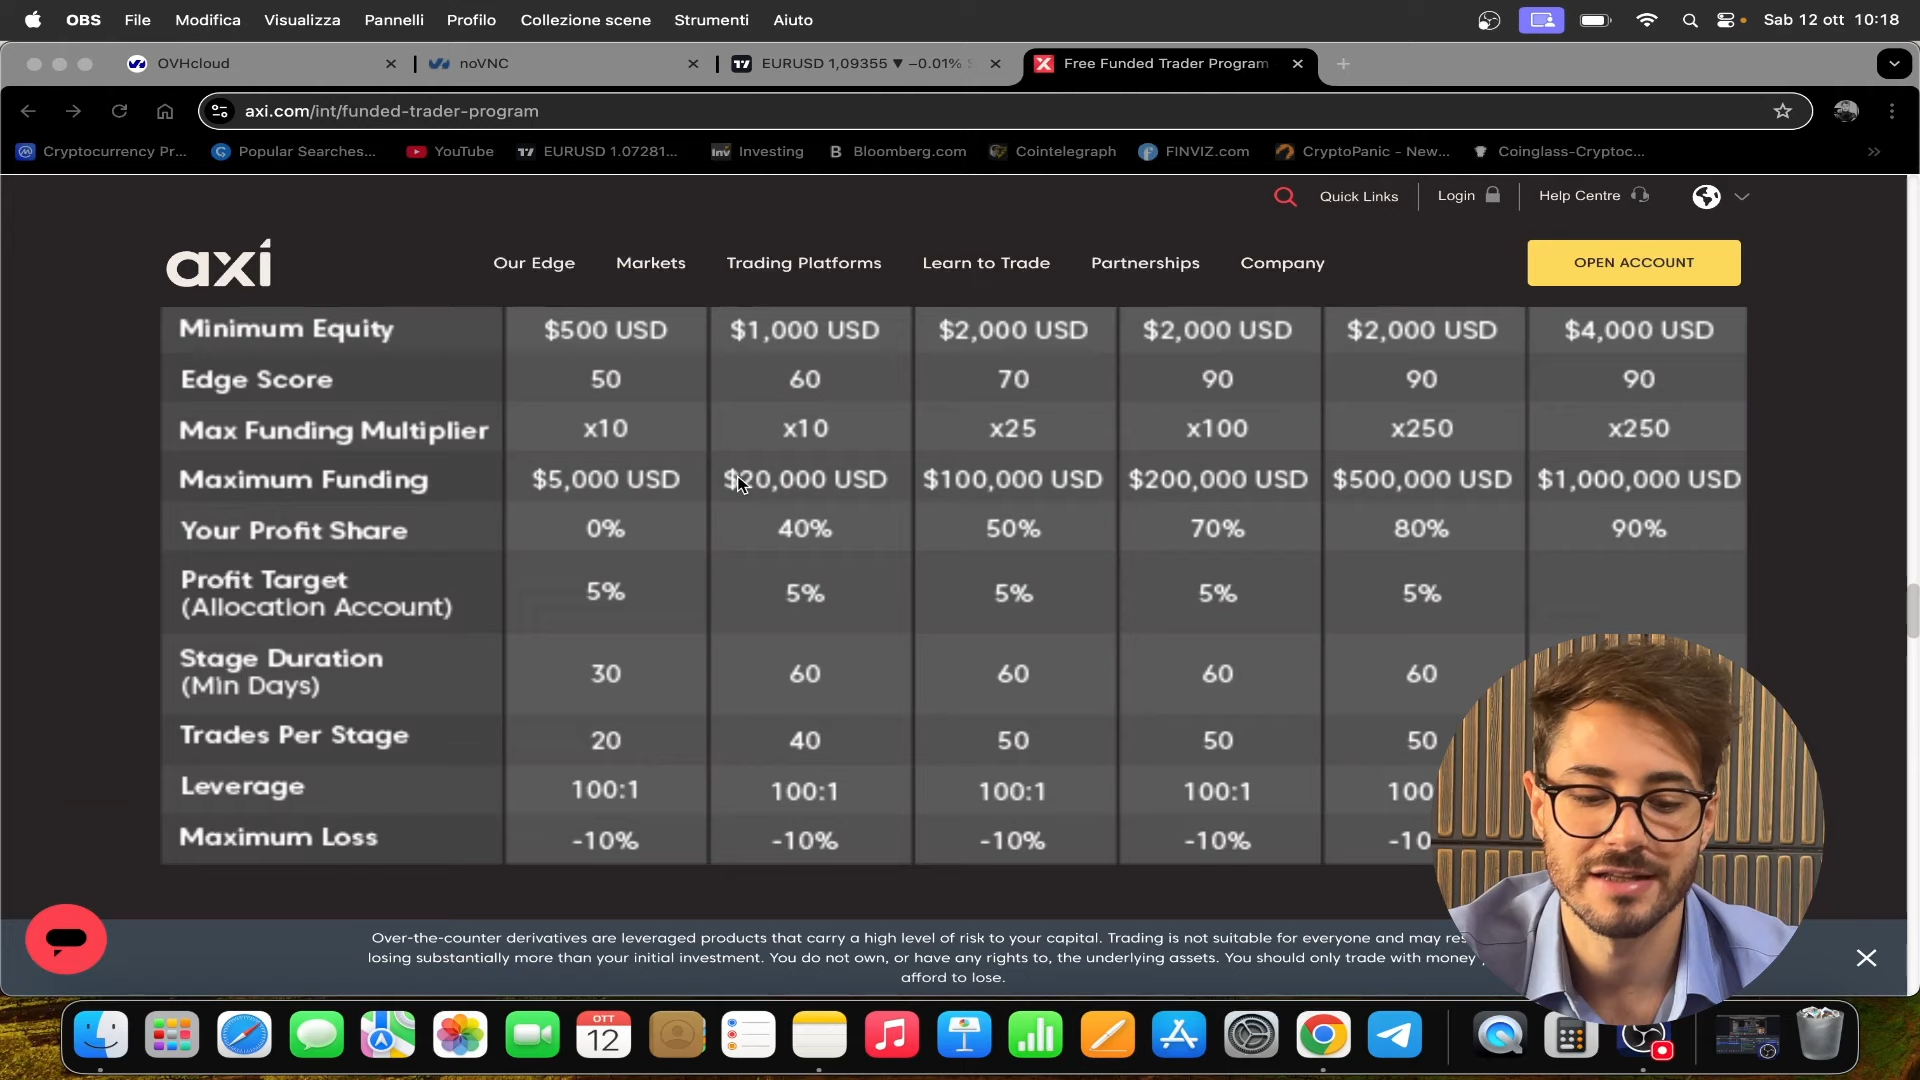 OBS File Modifica Visualizza Pannelli Profilo Collezione scene Strumenti Aiuto Sab 12 ott 10:18
OVHcloud noVNC EURUSD 1,09355 ▼ −0.01% Free Funded Trader Program
axi.com/int/funded-trader-program
Cryptocurrency Pr... Popular Searches... YouTube EURUSD 1.07281... Investing Bloomberg.com Cointelegraph FINVIZ.com CryptoPanic - New... Coinglass-Cryptoc...
Quick Links Login Help Centre
axi Our Edge Markets Trading Platforms Learn to Trade Partnerships Company OPEN ACCOUNT
Minimum Equity $500 USD $1,000 USD $2,000 USD $2,000 USD $2,000 USD $4,000 USD
Edge Score 50 60 70 90 90 90
Max Funding Multiplier x10 x10 x25 x100 x250 x250
Maximum Funding $5,000 USD $20,000 USD $100,000 USD $200,000 USD $500,000 USD $1,000,000 USD
Your Profit Share 0% 40% 50% 70% 80% 90%
Profit Target
(Allocation Account) 5% 5% 5% 5% 5%
Stage Duration
(Min Days) 30 60 60 60 60
Trades Per Stage 20 40 50 50 50
Leverage 100:1 100:1 100:1 100:1 100
Maximum Loss -10% -10% -10% -10% -10
Over-the-counter derivatives are leveraged products that carry a high level of risk to your capital. Trading is not suitable for everyone and may
losing substantially more than your initial investment. You do not own, or have any rights to, the underlying assets. You should only trade with money
afford to lose.
OTT
12